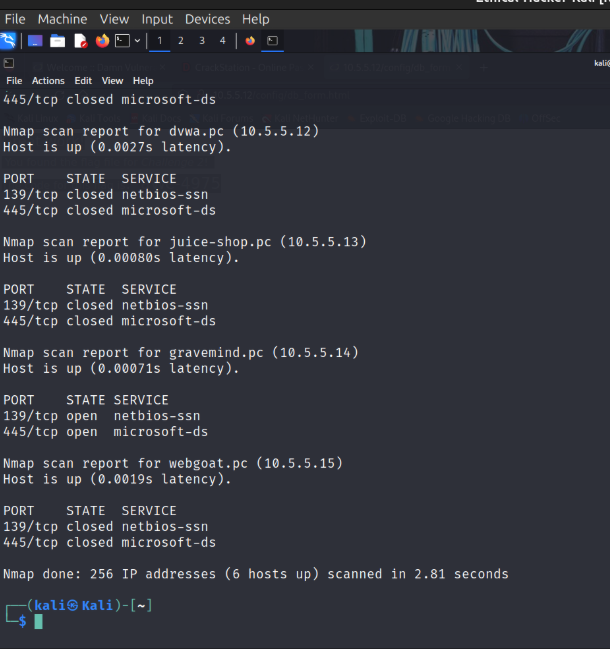 File Machine View Input Devices Help
1 2 3 4
File Actions Edit View Help
445/tcp closed microsoft-ds
Nmap scan report for dvwa.pc (10.5.5.12)
Host is up (0.0027s latency).
PORT    STATE  SERVICE
139/tcp closed netbios-ssn
445/tcp closed microsoft-ds
Nmap scan report for juice-shop.pc (10.5.5.13)
Host is up (0.00080s latency).
PORT    STATE  SERVICE
139/tcp closed netbios-ssn
445/tcp closed microsoft-ds
Nmap scan report for gravemind.pc (10.5.5.14)
Host is up (0.00071s latency).
PORT    STATE SERVICE
139/tcp open  netbios-ssn
445/tcp open  microsoft-ds
Nmap scan report for webgoat.pc (10.5.5.15)
Host is up (0.0019s latency).
PORT    STATE  SERVICE
139/tcp closed netbios-ssn
445/tcp closed microsoft-ds
Nmap done: 256 IP addresses (6 hosts up) scanned in 2.81 seconds
(kali㉿Kali)-[~]
$